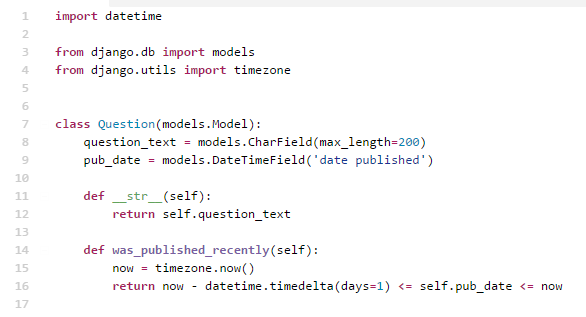 1 import datetime
2
3 from django.db import models
4 from django.utils import timezone
5
6
7 class Question(models.Model):
8     question_text = models.CharField(max_length=200)
9     pub_date = models.DateTimeField('date published')
10
11     def __str__(self):
12         return self.question_text
13
14     def was_published_recently(self):
15         now = timezone.now()
16         return now - datetime.timedelta(days=1) <= self.pub_date <= now
17